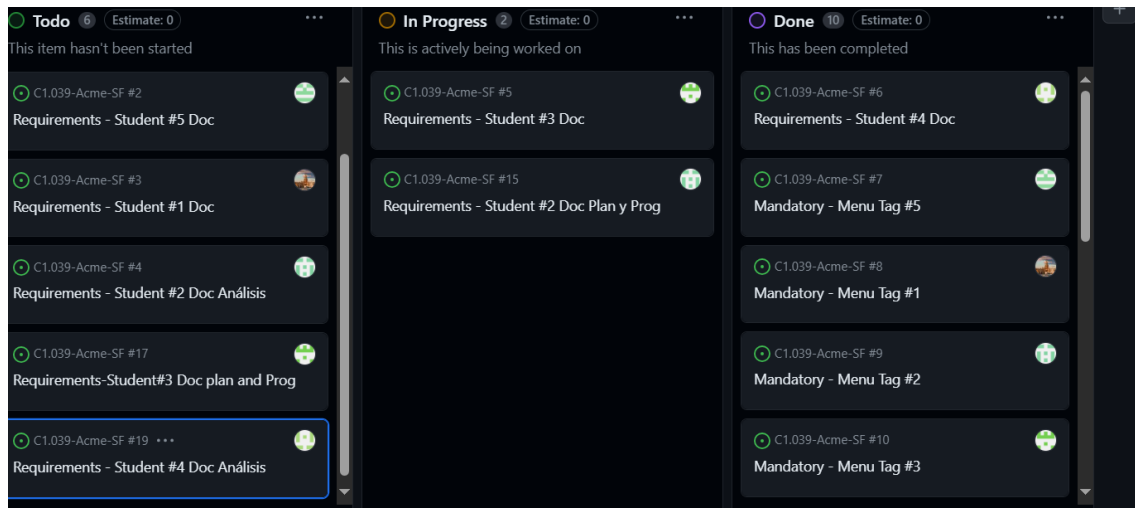 Todo 6 Estimate: 0
This item hasn't been started
C1.039-Acme-SF #2
Requirements - Student #5 Doc
C1.039-Acme-SF #3
Requirements - Student #1 Doc
C1.039-Acme-SF #4
Requirements - Student #2 Doc Análisis
C1.039-Acme-SF #17
Requirements-Student#3 Doc plan and Prog
C1.039-Acme-SF #19
Requirements - Student #4 Doc Análisis
In Progress 2 Estimate: 0
This is actively being worked on
C1.039-Acme-SF #5
Requirements - Student #3 Doc
C1.039-Acme-SF #15
Requirements - Student #2 Doc Plan y Prog
Done 10 Estimate: 0
This has been completed
C1.039-Acme-SF #6
Requirements - Student #4 Doc
C1.039-Acme-SF #7
Mandatory - Menu Tag #5
C1.039-Acme-SF #8
Mandatory - Menu Tag #1
C1.039-Acme-SF #9
Mandatory - Menu Tag #2
C1.039-Acme-SF #10
Mandatory - Menu Tag #3